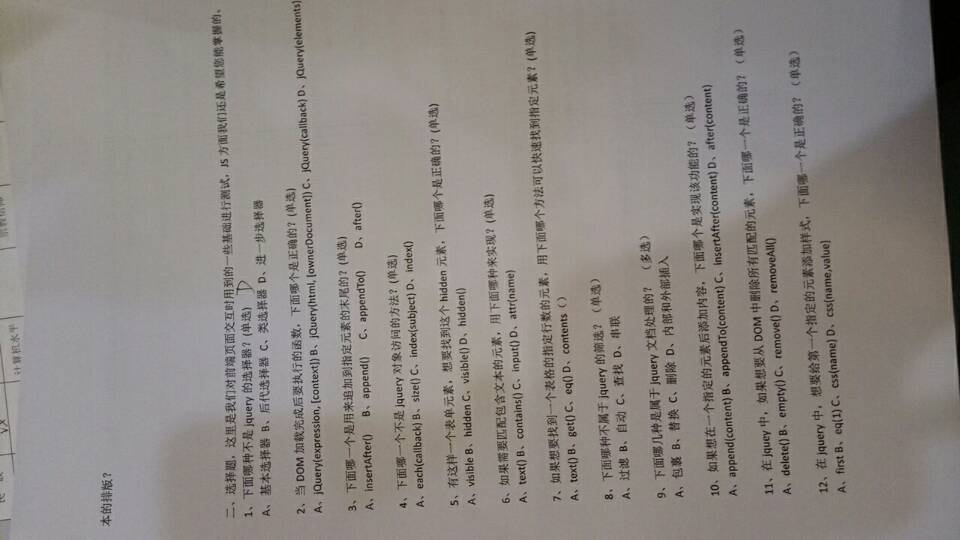 计算机水平
本的排版？
二、选择题，这里是我们对前端页面交互时用到的一些基础进行测试，JS 方面我们还是希望您能掌握的、
1、下面哪种不是 jquery 的选择器？(单选) D
A、基本选择器 B、后代选择器 C、类选择器 D、进一步选择器
2、当 DOM 加载完成后要执行的函数，下面哪个是正确的？(单选)
A、jQuery(expression, [context]) B、jQuery(html, [ownerDocument]) C、jQuery(callback) D、jQuery(elements)
3、下面哪一个是用来追加到指定元素的末尾的？(单选)
A、insertAfter() B、append() C、appendTo() D、after()
4、下面哪一个不是 jquery 对象访问的方法？(单选)
A、each(callback) B、size() C、index(subject) D、index()
5、有这样一个表单元素，想要找到这个 hidden 元素，下面哪个是正确的？(单选)
A、visible B、hidden C、visible() D、hidden()
6、如果需要匹配包含文本的元素，用下面哪种来实现？(单选)
A、text() B、contains() C、input() D、attr(name)
7、如果想要找到一个表格的指定行数的元素，用下面哪个方法可以快速找到指定元素？(单选)
A、text() B、get() C、eq() D、contents（）
8、下面哪种不属于 jquery 的筛选？（单选）
A、过滤 B、自动 C、查找 D、串联
9、下面哪几种是属于 jquery 文档处理的？ （多选）
A、包裹 B、替换 C、删除 D、内部和外部插入
10、如果想在一个指定的元素后添加内容，下面哪个是实现该功能的？（单选）
A、append(content) B、appendTo(content) C、insertAfter(content) D、after(content)
11、在 jquey 中，如果想要从 DOM 中删除所有匹配的元素，下面哪一个是正确的？（单选）
A、delete() B、empty() C、remove() D、removeAll()
12、在 jquery 中，想要给第一个指定的元素添加样式，下面哪一个是正确的？（单选）
A、first B、eq(1) C、css(name) D、css(name,value)